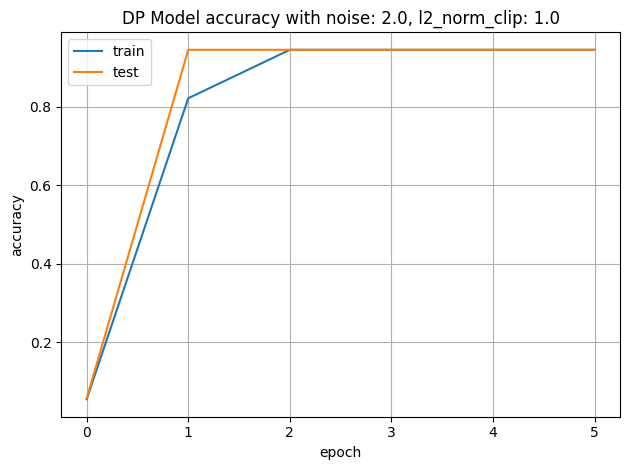 DP Model accuracy with noise: 2.0, l2_norm_clip: 1.0
train
test
0.8
0.6
0.4
0.2
accuracy
0 1 2 3 4 5
epoch